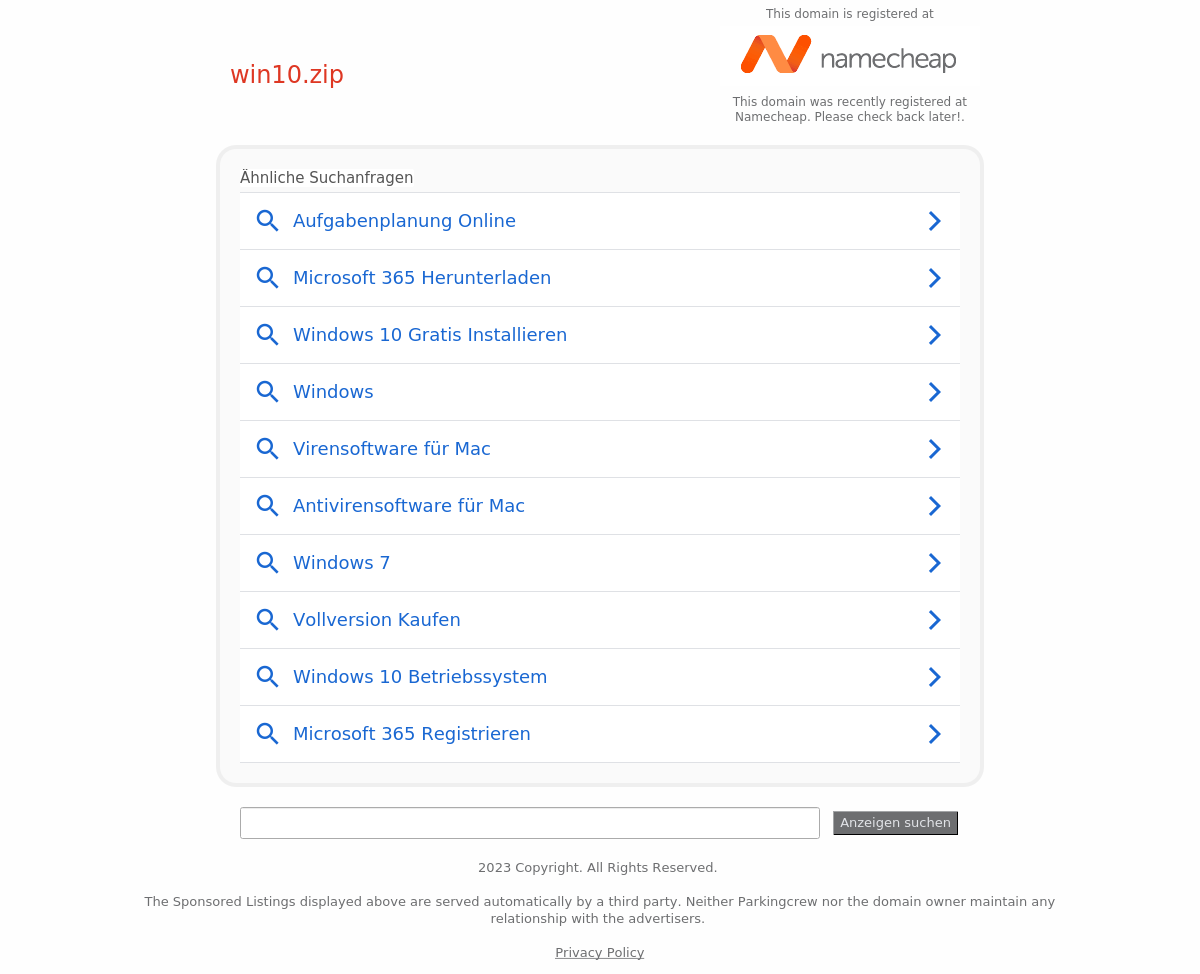 This domain is registered at
namecheap
win10.zip
This domain was recently registered at
Namecheap. Please check back later!.
Ähnliche Suchanfragen
Aufgabenplanung Online
Microsoft 365 Herunterladen
Windows 10 Gratis Installieren
Windows
Virensoftware für Mac
Antivirensoftware für Mac
Windows 7
Vollversion Kaufen
Windows 10 Betriebssystem
Microsoft 365 Registrieren
Anzeigen suchen
2023 Copyright. All Rights Reserved.
The Sponsored Listings displayed above are served automatically by a third party. Neither Parkingcrew nor the domain owner maintain any
relationship with the advertisers.
Privacy Policy